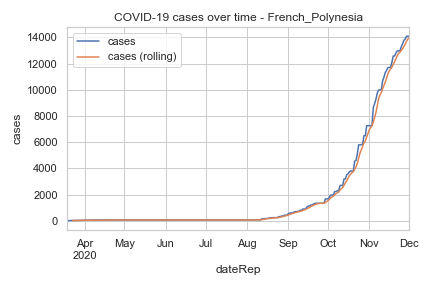 COVID-19 cases over time - French_Polynesia
cases
cases (rolling)
14000
12000
10000
8000
6000
4000
2000
0
cases
Apr
2020
May
Jun
Jul
Aug
Sep
Oct
Nov
Dec
dateRep